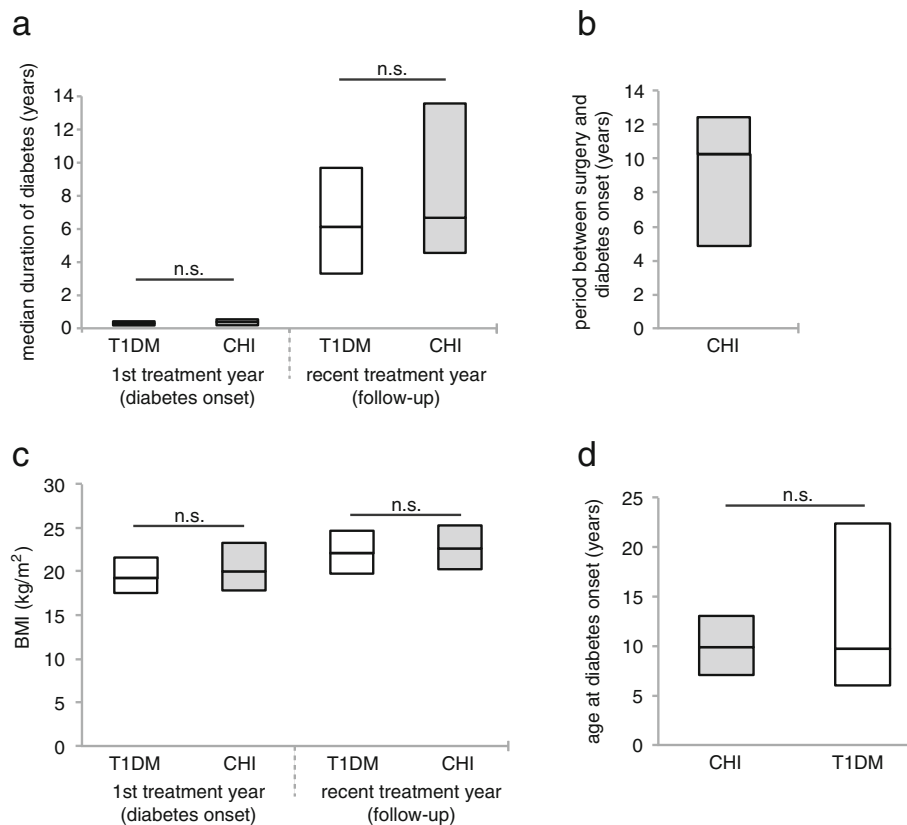 a
median duration of diabetes (years)
14
12
10
8
6
4
2
0
n.s.
n.s.
T1DM
CHI
T1DM
CHI
1st treatment year
(diabetes onset)
recent treatment year
(follow-up)
b
period between surgery and
diabetes onset (years)
14
12
10
8
6
4
2
0
CHI
c
BMI (kg/m²)
30
25
20
15
10
5
0
n.s.
n.s.
T1DM
CHI
T1DM
CHI
1st treatment year
(diabetes onset)
recent treatment year
(follow-up)
d
age at diabetes onset (years)
25
20
15
10
5
0
n.s.
CHI
T1DM